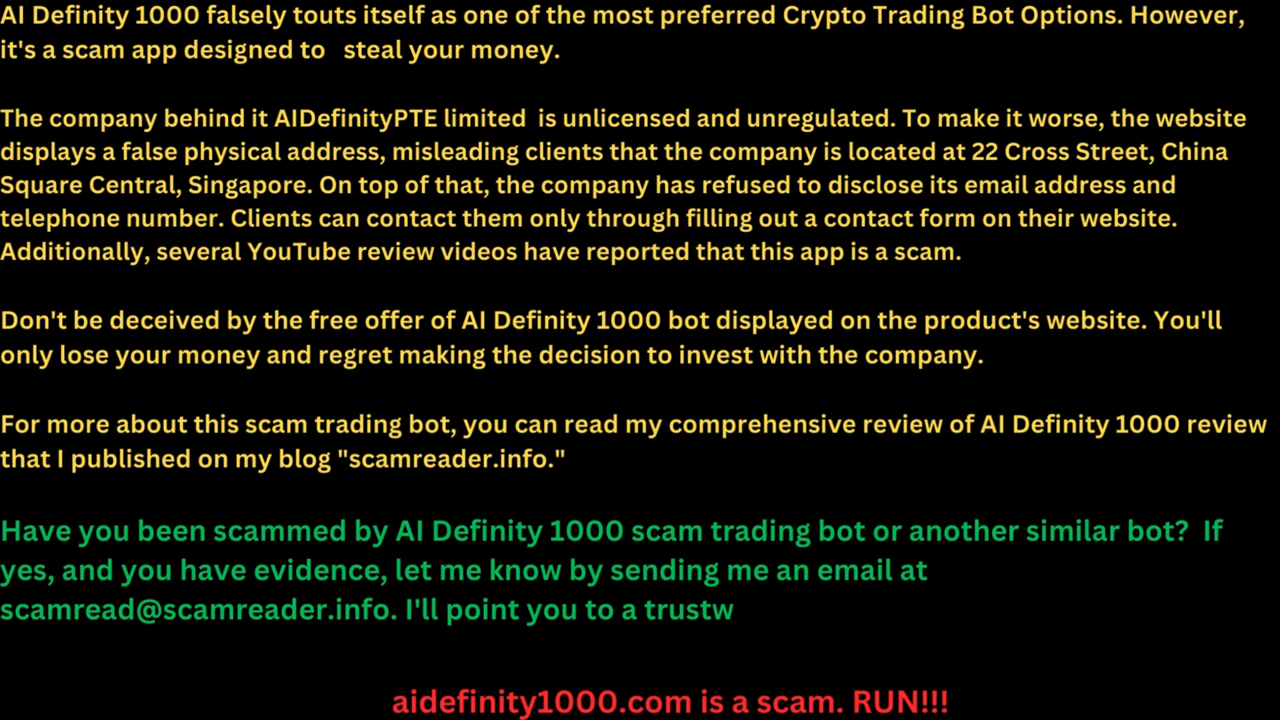 AI Definity 1000 falsely touts itself as one of the most preferred Crypto Trading Bot Options. However,
it's a scam app designed to   steal your money.
The company behind it AIDefinityPTE limited  is unlicensed and unregulated. To make it worse, the website
displays a false physical address, misleading clients that the company is located at 22 Cross Street, China
Square Central, Singapore. On top of that, the company has refused to disclose its email address and
telephone number. Clients can contact them only through filling out a contact form on their website.
Additionally, several YouTube review videos have reported that this app is a scam.
Don't be deceived by the free offer of AI Definity 1000 bot displayed on the product's website. You'll
only lose your money and regret making the decision to invest with the company.
For more about this scam trading bot, you can read my comprehensive review of AI Definity 1000 review
that I published on my blog "scamreader.info."
Have you been scammed by AI Definity 1000 scam trading bot or another similar bot?  If
yes, and you have evidence, let me know by sending me an email at
scamread@scamreader.info. I'll point you to a trustw
aidefinity1000.com is a scam. RUN!!!